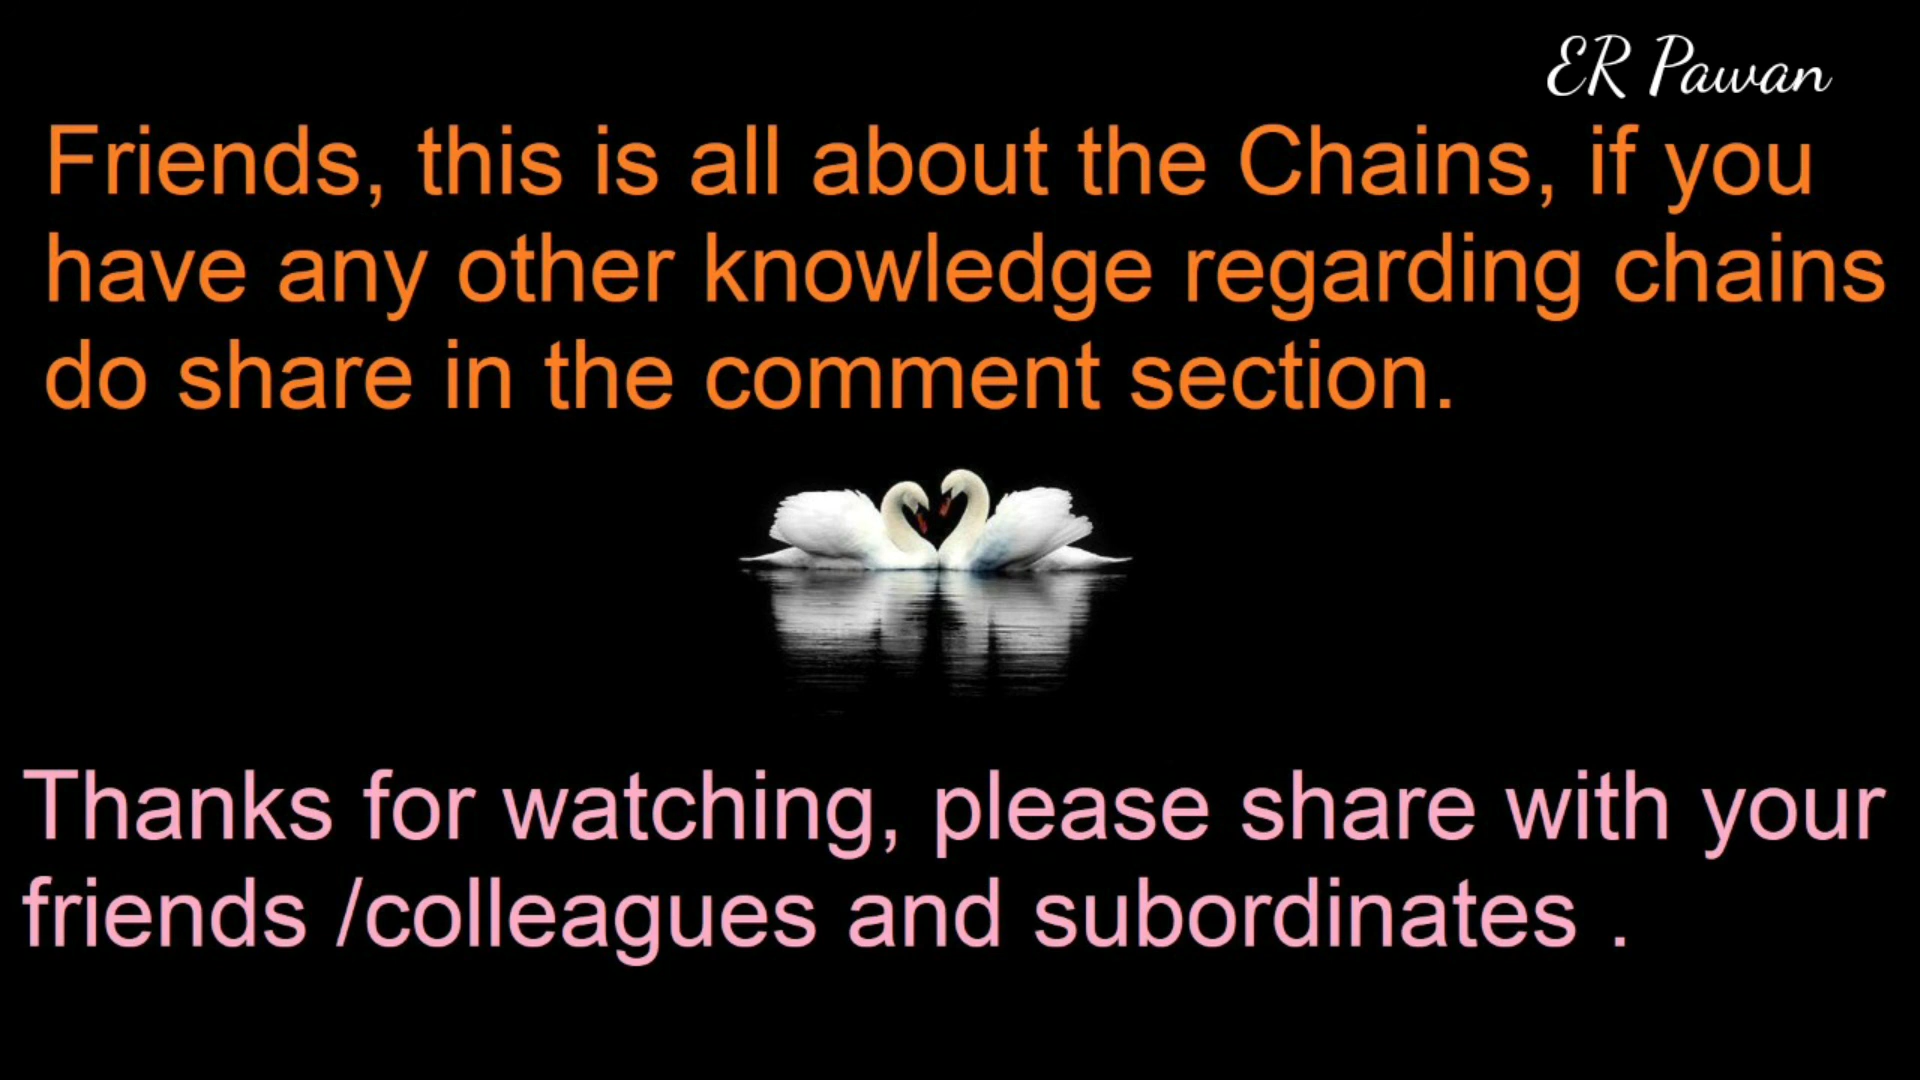 ER Pawan
Friends, this is all about the Chains, if you
have any other knowledge regarding chains
do share in the comment section.
Thanks for watching, please share with your
friends /colleagues and subordinates .